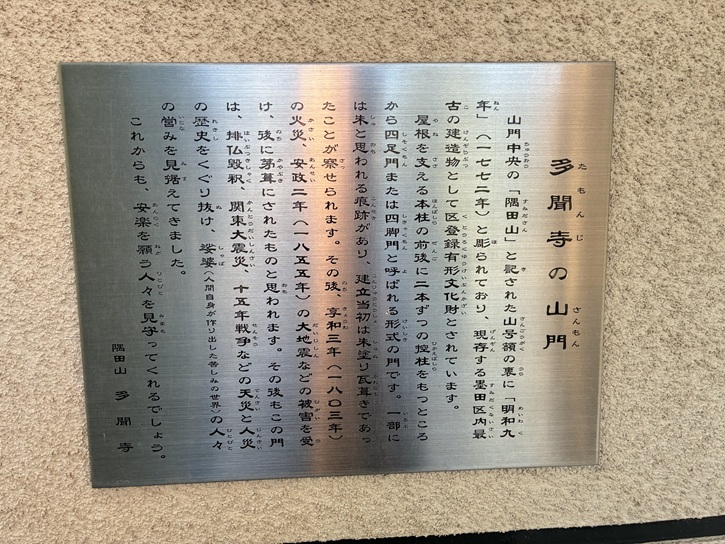 多聞寺の山門
山門中央の「隅田山」と記された山号額の裏に「明和九
年」（一七七二年）と彫られており、現存する墨田区内最
古の建造物として区登録有形文化財とされています。
屋根を支える本柱の前後に二本ずつの控柱をもつところ
から四足門または四脚門と呼ばれる形式の門です。一部に
は朱と思われる痕跡があり、建立当初は朱塗り瓦葺きであっ
たことが察せられます。その後、享和三年（一八〇三年）
の火災、安政二年（一八五五年）の大地震などの被害を受
け、後に茅葺にされたものと思われます。その後もこの門
は、排仏毀釈、関東大震災、十五年戦争などの天災と人災
の歴史をくぐり抜け、娑婆（人間自身が作り出した苦しみの世界）の人々
の営みを見据えてきました。
これからも、安楽を願う人々を見守ってくれるでしょう。
隅田山 多聞寺